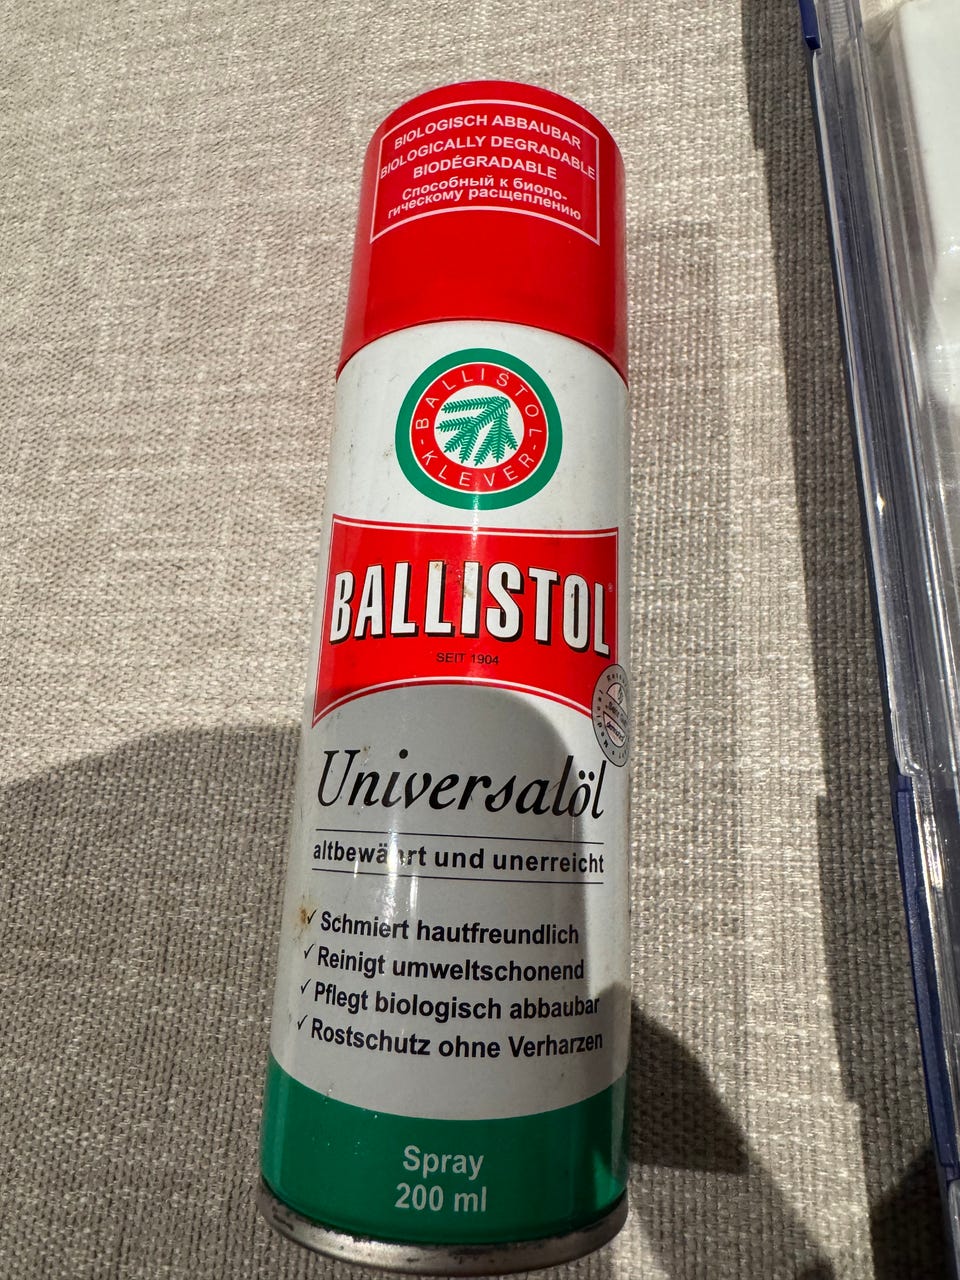 BIOLOGISCH ABBAUBAR
BIOLOGICALLY DEGRADABLE
BIODÉGRADABLE
Способный к биоло-
гическому расщеплению
BALLISTOL
- KLEVER -
BALLISTOL
SEIT 1904
Universalöl
altbewährt und unerreicht
✓ Schmiert hautfreundlich
✓ Reinigt umweltschonend
✓ Pflegt biologisch abbaubar
✓ Rostschutz ohne Verharzen
Spray
200 ml